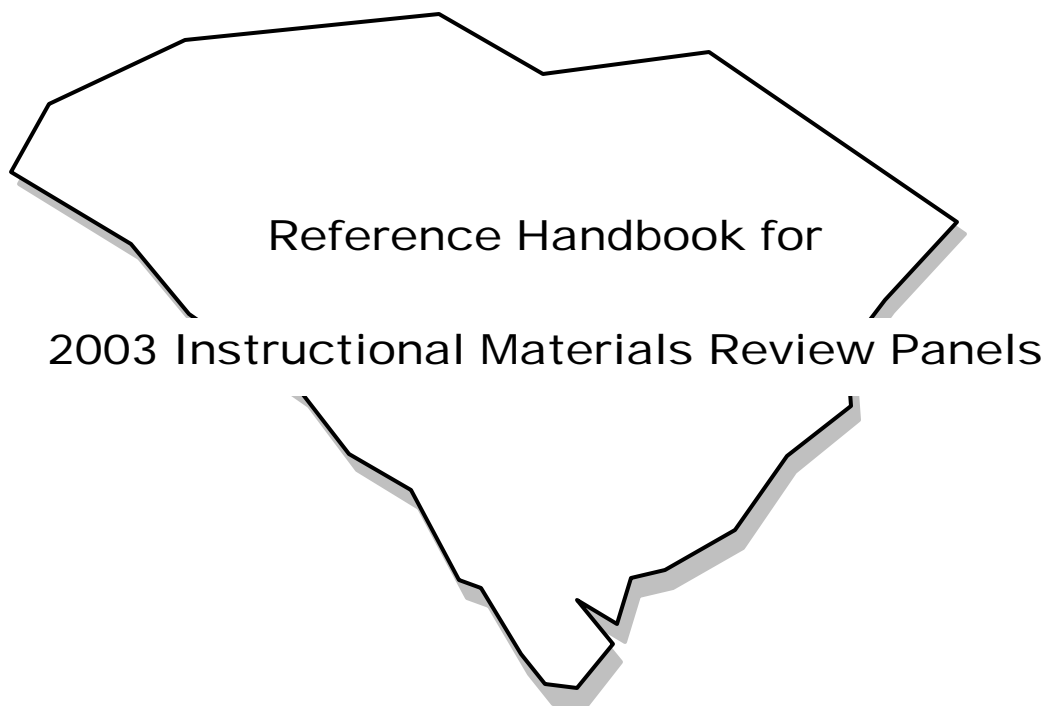 Reference Handbook for
2003 Instructional Materials Review Panels